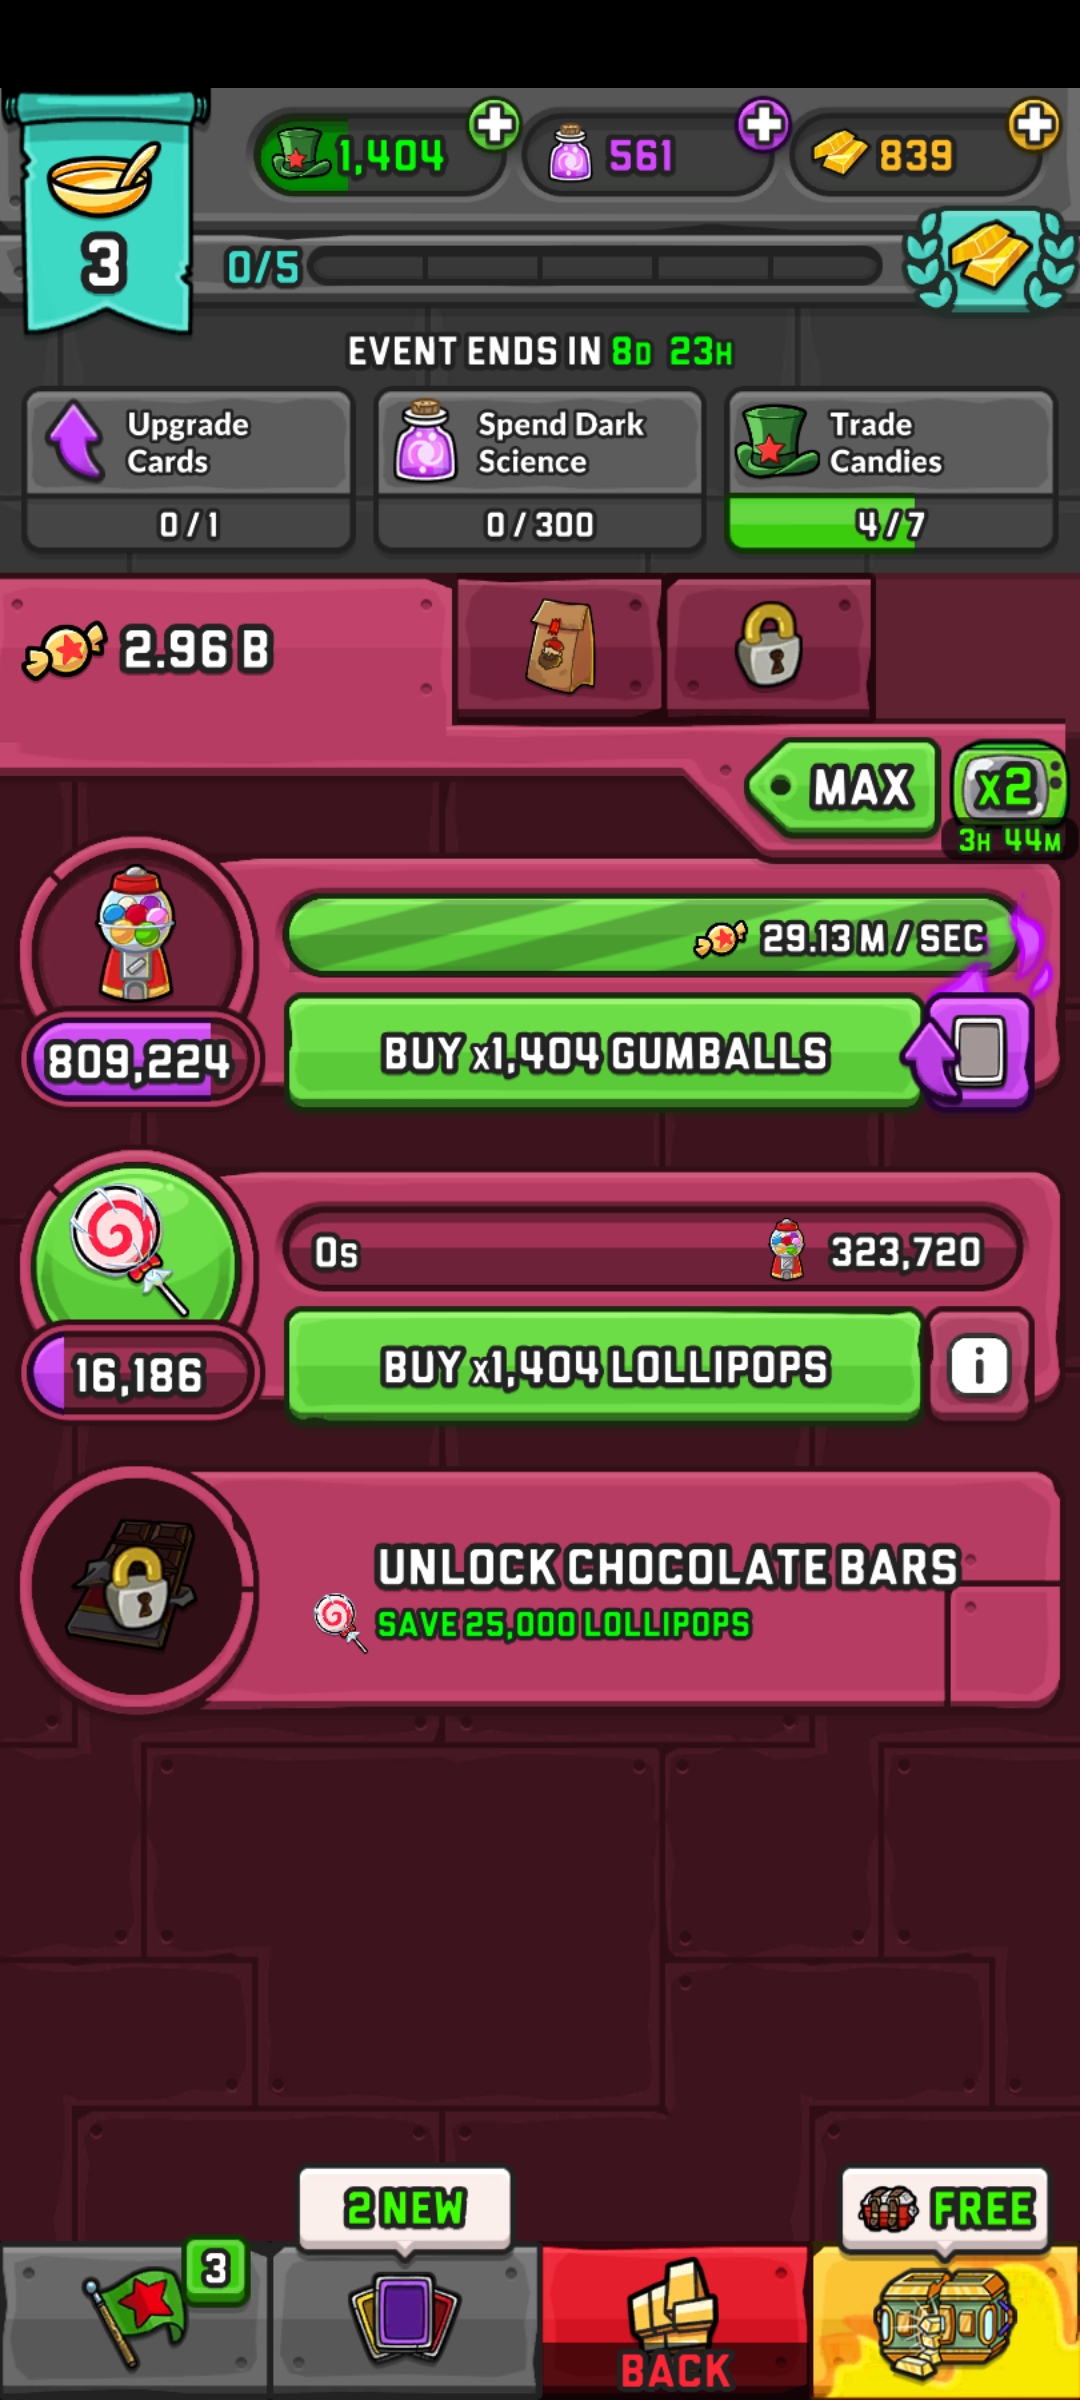 1,404
561
839
3
0/5
EVENT ENDS IN 8D 23H
Upgrade Cards
0 / 1
Spend Dark Science
0 / 300
Trade Candies
4 / 7
2.96 B
MAX
x2
3H 44M
29.13 M / SEC
809,224
BUY x1,404 GUMBALLS
0s
323,720
16,186
BUY x1,404 LOLLIPOPS
i
UNLOCK CHOCOLATE BARS
SAVE 25,000 LOLLIPOPS
2 NEW
FREE
3
BACK